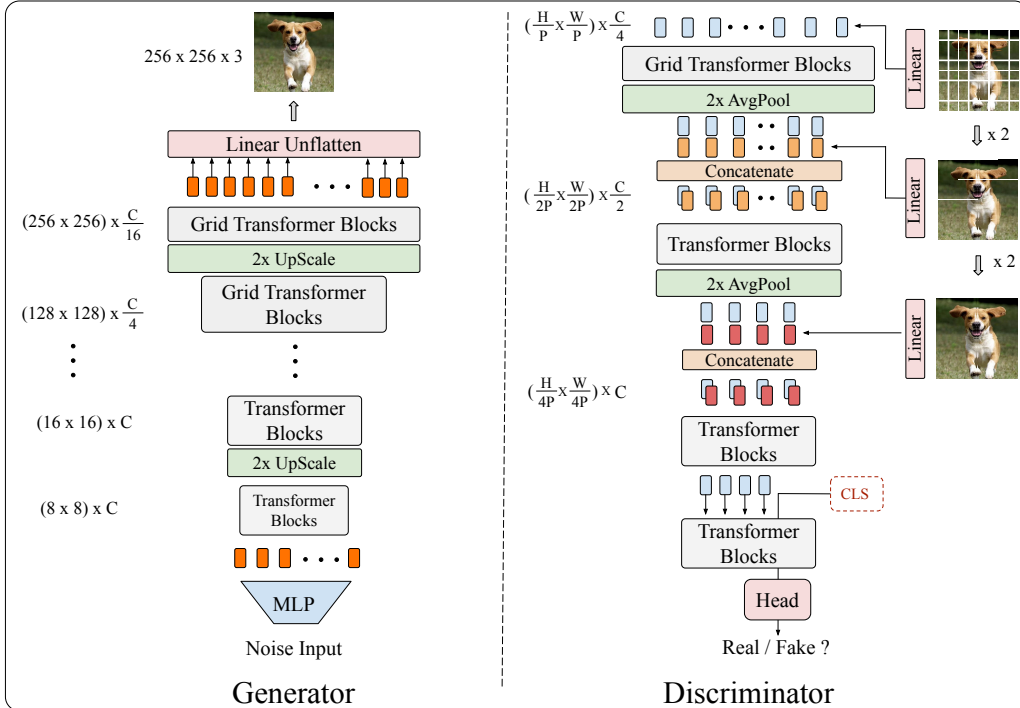 256 x 256 x 3
Linear Unflatten
(256 x 256) x C/16
Grid Transformer Blocks
2x UpScale
(128 x 128) x C/4
Grid Transformer
Blocks
(16 x 16) x C
Transformer
Blocks
2x UpScale
(8 x 8) x C
Transformer
Blocks
MLP
Noise Input
Generator
(H/P x W/P) x C/4
Linear
Grid Transformer Blocks
2x AvgPool
x 2
Concatenate
(H/2P x W/2P) x C/2
Linear
Transformer Blocks
2x AvgPool
x 2
Linear
Concatenate
(H/4P x W/4P) x C
Transformer
Blocks
CLS
Transformer
Blocks
Head
Real / Fake ?
Discriminator